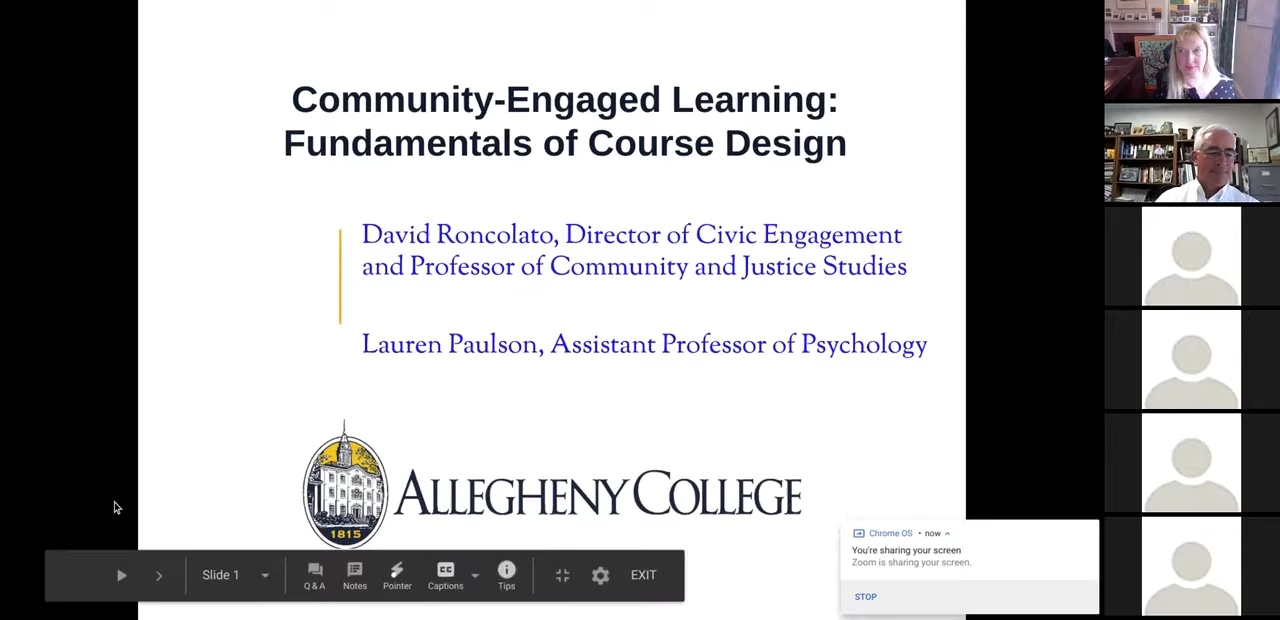 Community-Engaged Learning:
Fundamentals of Course Design
David Roncolato, Director of Civic Engagement
and Professor of Community and Justice Studies
Lauren Paulson, Assistant Professor of Psychology
1815
ALLEGHENY COLLEGE
Slide 1
Q & A
Notes
Pointer
Captions
Tips
EXIT
Chrome OS • now
You're sharing your screen
Zoom is sharing your screen.
STOP